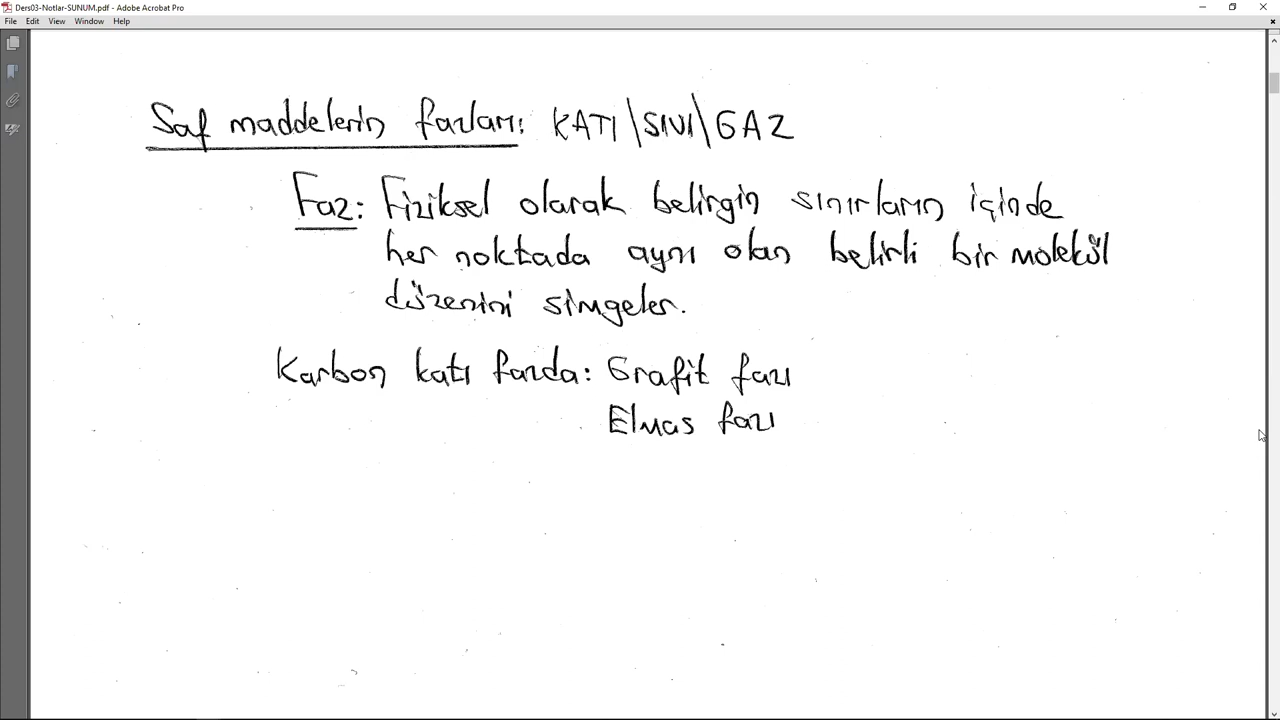 Ders03-Notlar-SUNUM.pdf - Adobe Acrobat Pro
File Edit View Window Help
Saf maddelerin fazları: KATI\SIVI\GAZ
Faz: Fiziksel olarak belirgin sınırların içinde
her noktada aynı olan belirli bir molekül
düzenini simgeler.
Karbon katı fazda: Grafit fazı
Elmas fazı